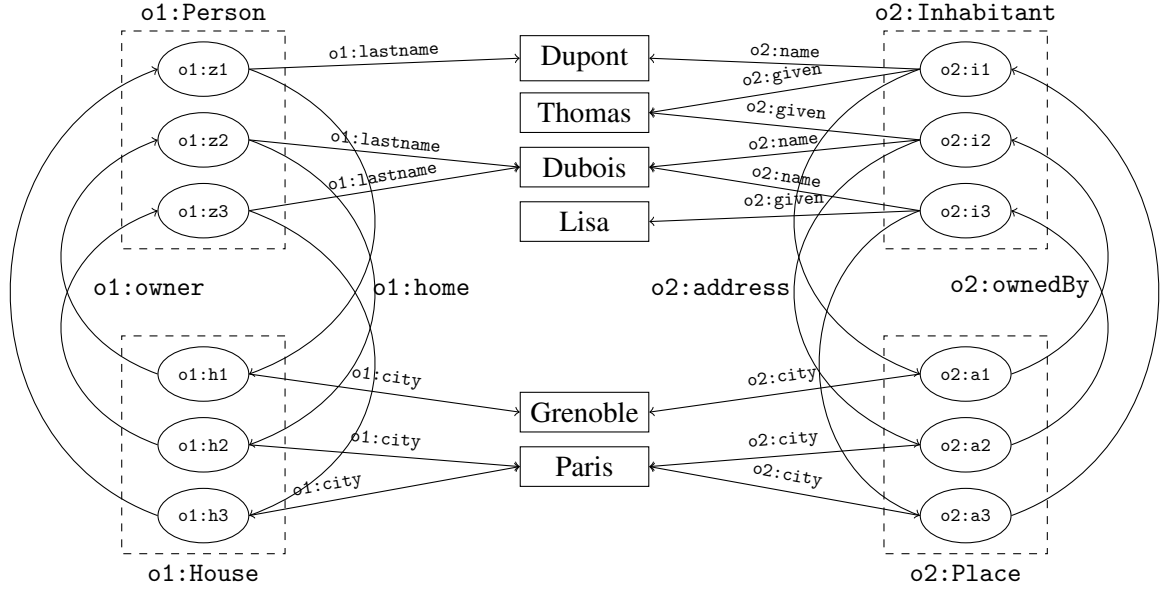 o1:Person
o2:Inhabitant
o1:z1
o1:lastname
Dupont
o2:name
o2:i1
o2:given
Thomas
o2:given
o1:z2
o1:lastname
o2:name
o2:i2
Dubois
o1:lastname
o2:name
o1:z3
o2:given
o2:i3
Lisa
o1:owner
o1:home
o2:address
o2:ownedBy
o1:h1
o1:city
o2:city
o2:a1
Grenoble
o1:h2
o1:city
o2:city
o2:a2
Paris
o1:city
o2:city
o1:h3
o2:a3
o1:House
o2:Place